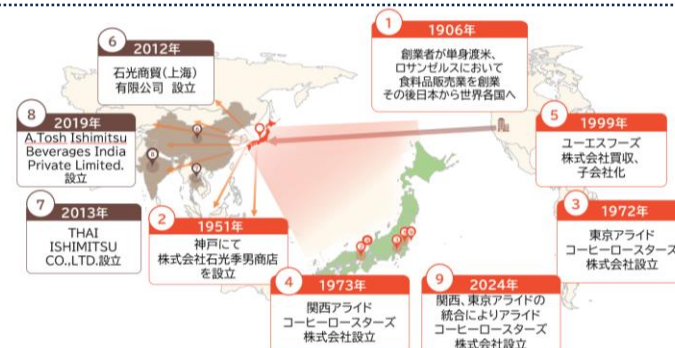 1
1906年
創業者が単身渡米、
ロサンゼルスにおいて
食料品販売業を創業
その後日本から世界各国へ
6
2012年
石光商貿(上海)
有限公司 設立
8
2019年
A.Tosh Ishimitsu
Beverages India
Private Limited.
設立
7
2013年
THAI
ISHIMITSU
CO.,LTD.設立
2
1951年
神戸にて
株式会社石光季男商店
を設立
5
1999年
ユーエスフーズ
株式会社買収、
子会社化
3
1972年
東京アライド
コーヒーロースターズ
株式会社設立
4
1973年
関西アライド
コーヒーロースターズ
株式会社設立
9
2024年
関西、東京アライドの
統合によりアライド
コーヒーロースターズ
株式会社設立